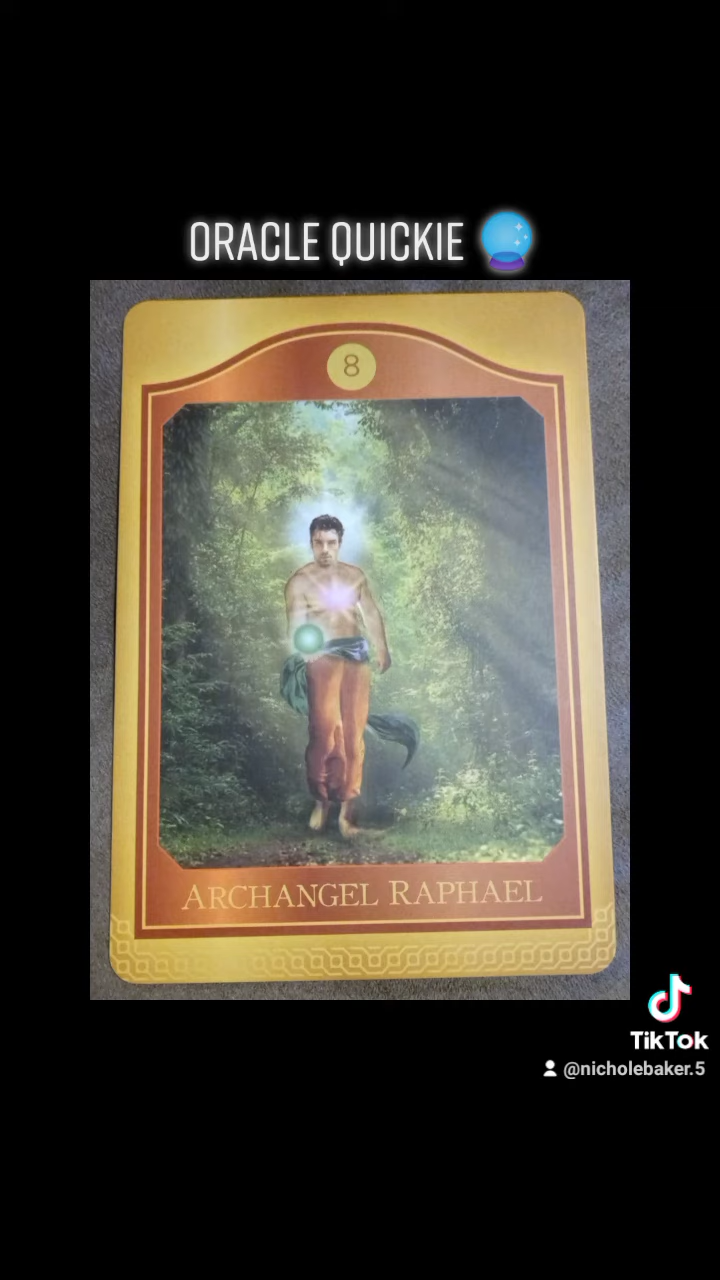 ORACLE QUICKIE 🔮
8
ARCHANGEL RAPHAEL
TikTok
@nicholebaker.5